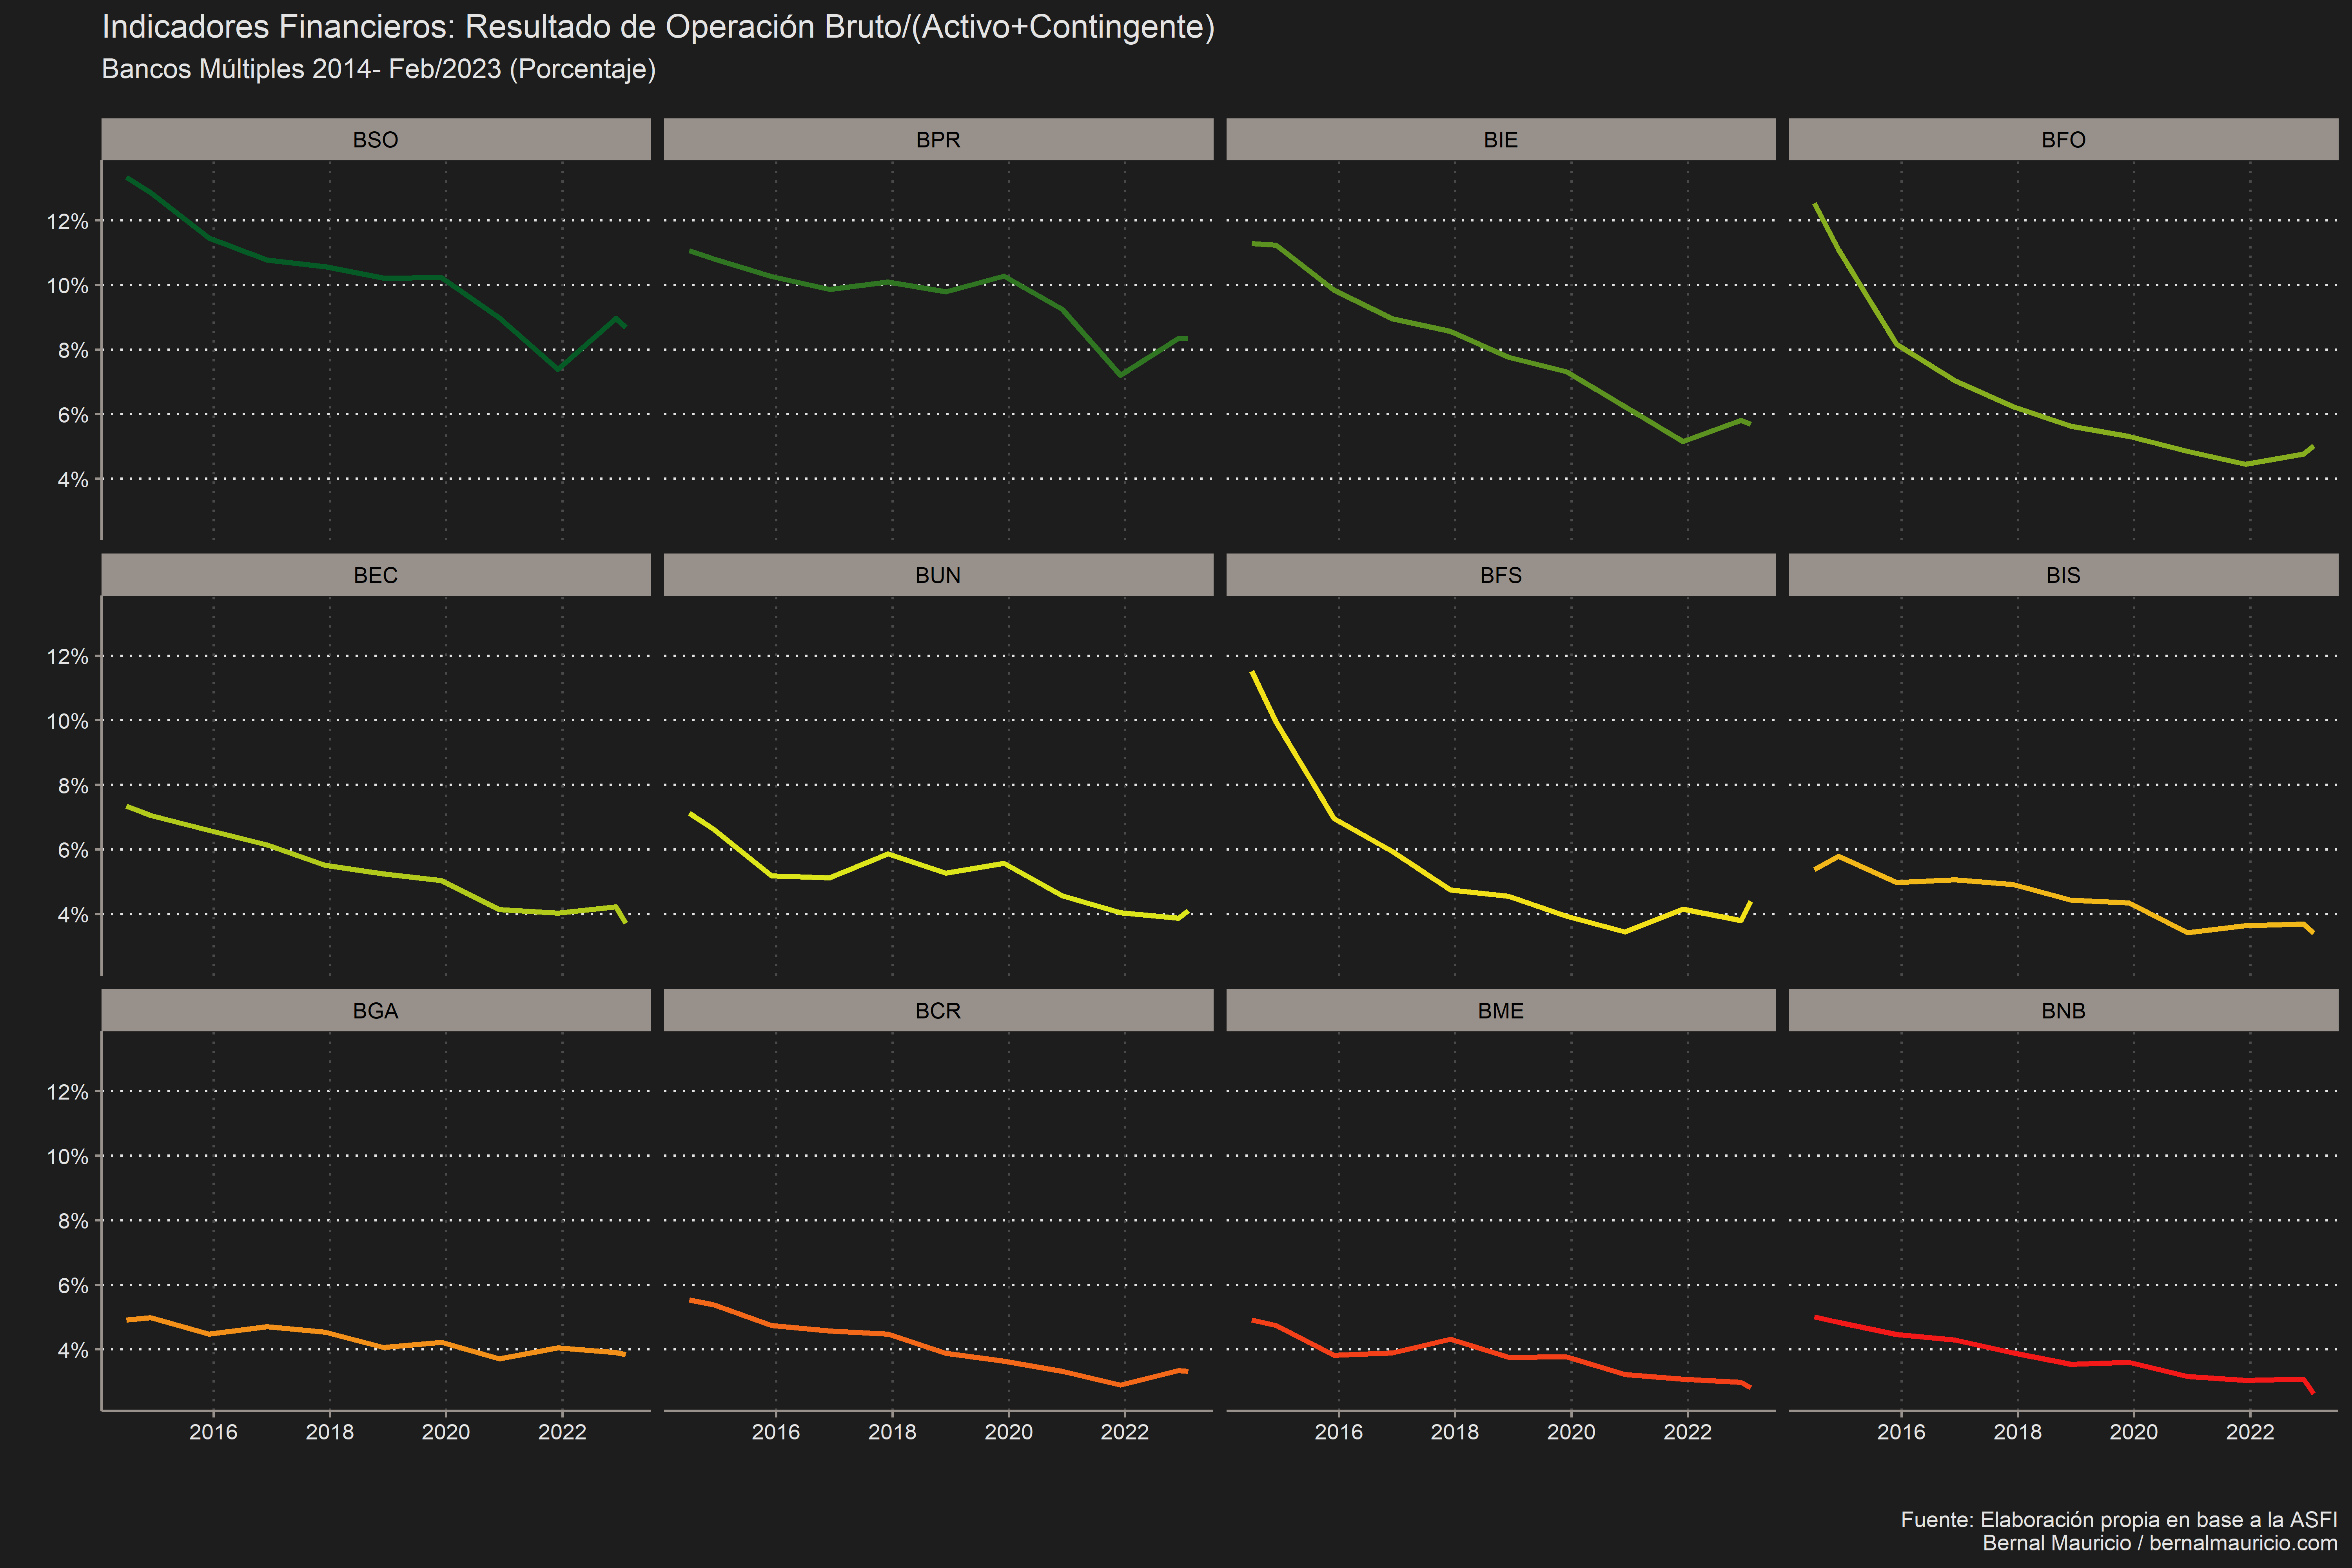 Indicadores Financieros: Resultado de Operación Bruto/(Activo+Contingente)
Bancos Múltiples 2014- Feb/2023 (Porcentaje)
BSO BPR BIE BFO
12%
10%
8%
6%
4%
BEC BUN BFS BIS
12%
10%
8%
6%
4%
BGA BCR BME BNB
12%
10%
8%
6%
4%
2016 2018 2020 2022 2016 2018 2020 2022 2016 2018 2020 2022 2016 2018 2020 2022
Fuente: Elaboración propia en base a la ASFI
Bernal Mauricio / bernalmauricio.com